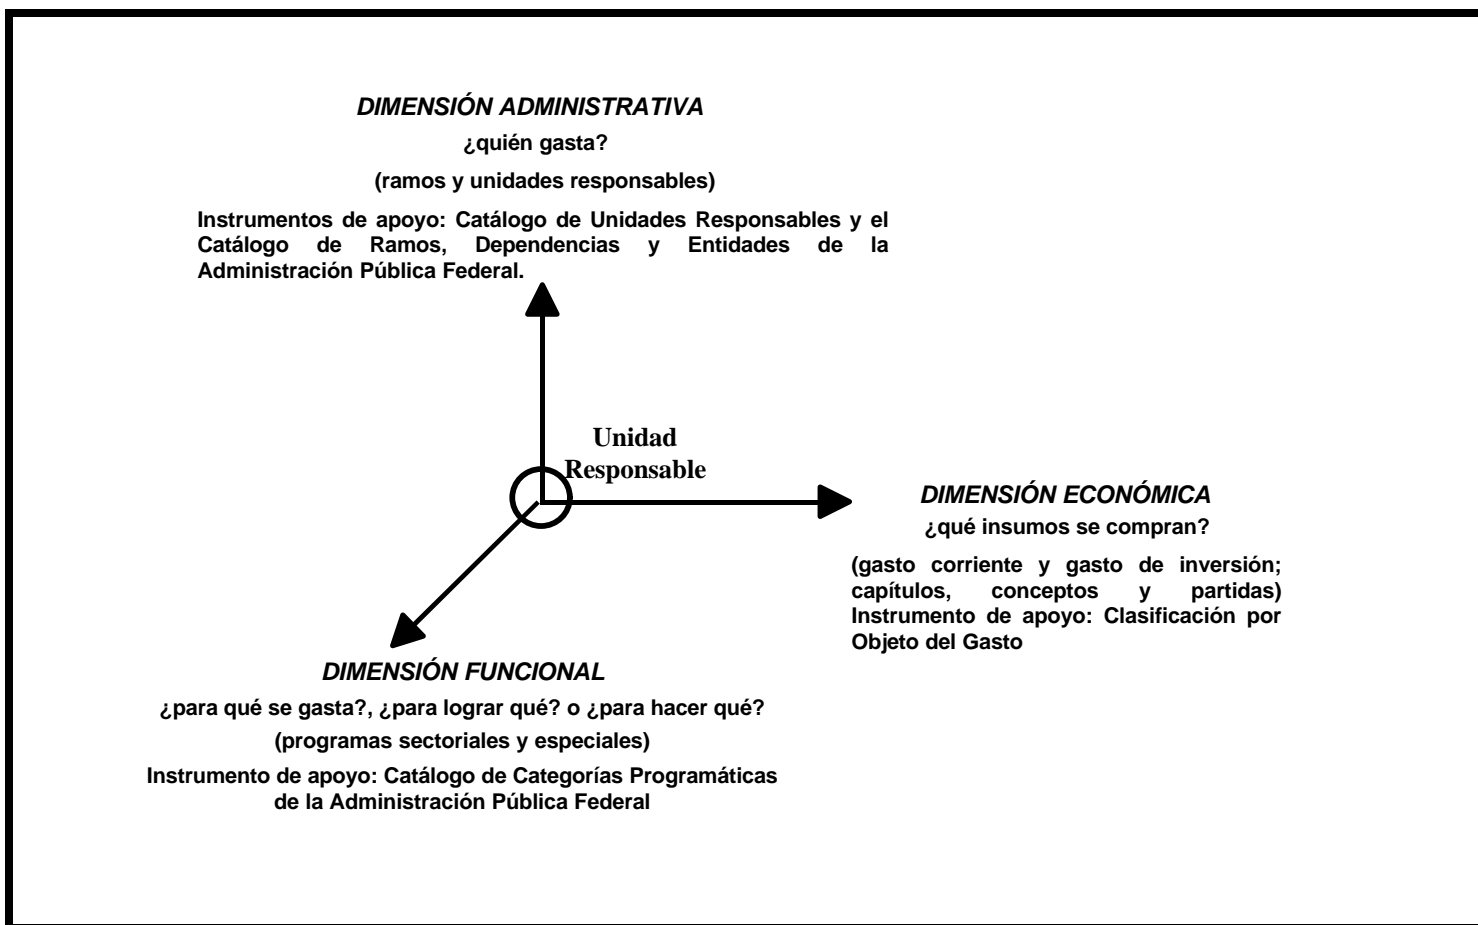 DIMENSIÓN ADMINISTRATIVA
¿quién gasta?
(ramos y unidades responsables)
Instrumentos de apoyo: Catálogo de Unidades Responsables y el
Catálogo de Ramos, Dependencias y Entidades de la
Administración Pública Federal.
Unidad
Responsable
DIMENSIÓN ECONÓMICA
¿qué insumos se compran?
(gasto corriente y gasto de inversión;
capítulos, conceptos y partidas)
Instrumento de apoyo: Clasificación por
Objeto del Gasto
DIMENSIÓN FUNCIONAL
¿para qué se gasta?, ¿para lograr qué? o ¿para hacer qué?
(programas sectoriales y especiales)
Instrumento de apoyo: Catálogo de Categorías Programáticas
de la Administración Pública Federal